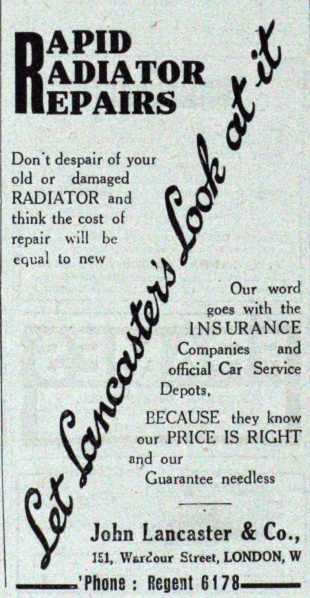 RAPID
RADIATOR
REPAIRS
Don't despair of your
old or damaged
RADIATOR and
think the cost of
repair will be
equal to new
Let Lancaster's Look at it
Our word
goes with the
INSURANCE
Companies and
official Car Service
Depots,
BECAUSE they know
our PRICE IS RIGHT
and our
Guarantee needless
John Lancaster & Co.,
151, Wardour Street, LONDON, W
'Phone : Regent 6178